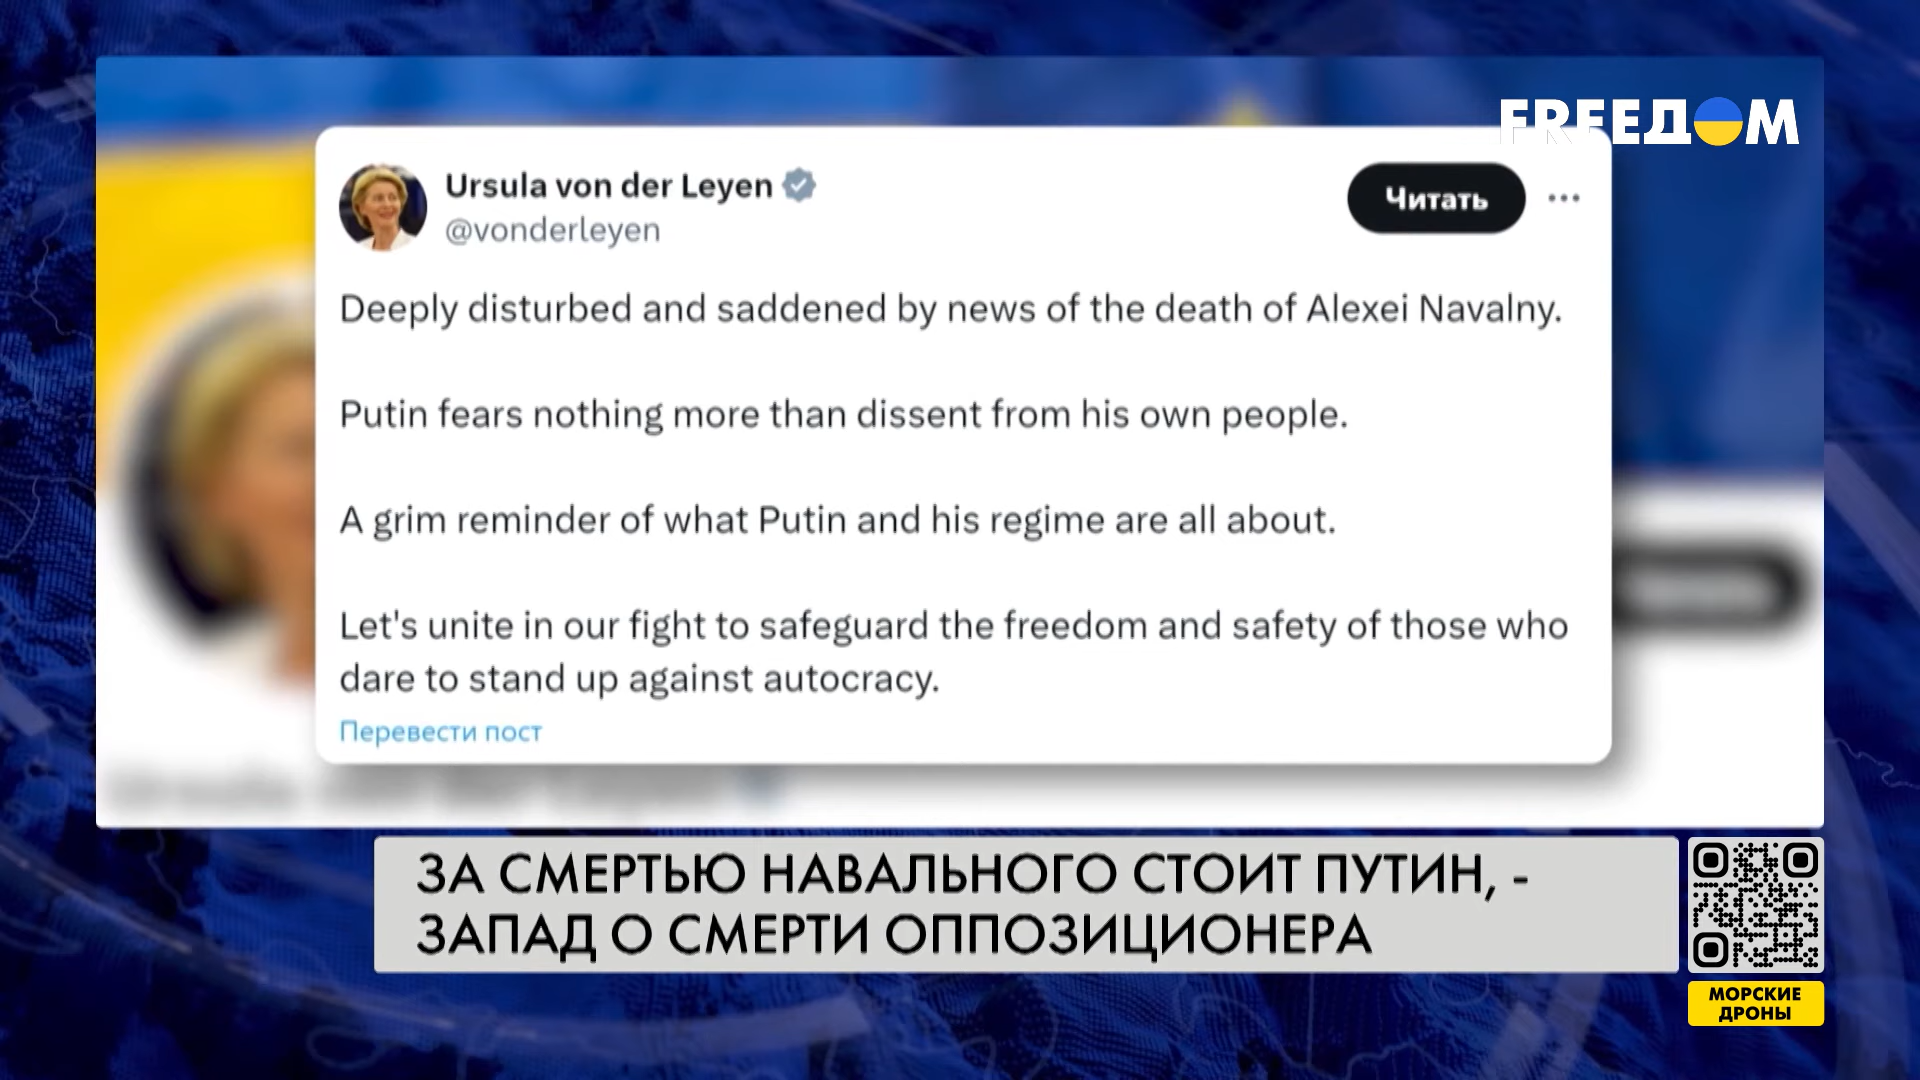 FREEДОМ
Ursula von der Leyen
@vonderleyen
Читать
Deeply disturbed and saddened by news of the death of Alexei Navalny.
Putin fears nothing more than dissent from his own people.
A grim reminder of what Putin and his regime are all about.
Let's unite in our fight to safeguard the freedom and safety of those who
dare to stand up against autocracy.
Перевести пост
ЗА СМЕРТЬЮ НАВАЛЬНОГО СТОИТ ПУТИН, -
ЗАПАД О СМЕРТИ ОППОЗИЦИОНЕРА
МОРСКИЕ
ДРОНЫ